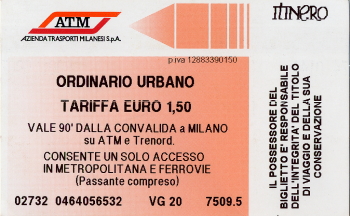 ATM
AZIENDA TRASPORTI MILANESI S.p.A.
ITINERO
p.iva 12883390150
ORDINARIO URBANO
TARIFFA EURO 1,50
VALE 90' DALLA CONVALIDA a MILANO
su ATM e Trenord.
CONSENTE UN SOLO ACCESSO
IN METROPOLITANA E FERROVIE
(Passante compreso)
02732 0464056532 VG 20 7509.5
IL POSSESSORE DEL
BIGLIETTO E' RESPONSABILE
DELL'INTEGRITA' DEL TITOLO
DI VIAGGIO E DELLA SUA
CONSERVAZIONE